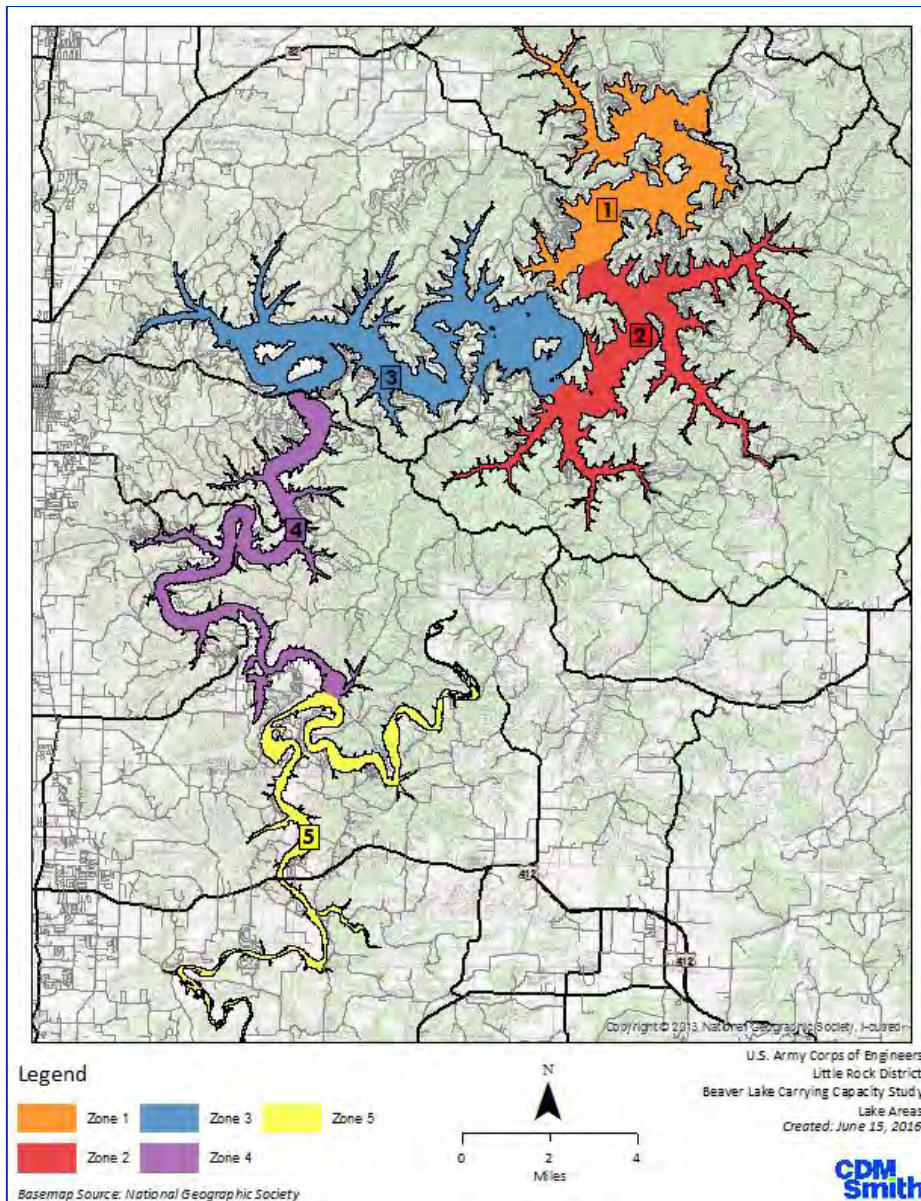 62
1
2
3
4
5
412
412
Copyright © 2013 National Geographic Society, i-cubed
Legend
Zone 1
Zone 3
Zone 5
Zone 2
Zone 4
N
0 2 4
Miles
U.S. Army Corps of Engineers
Little Rock District
Beaver Lake Carrying Capacity Study
Lake Areas
Created: June 15, 2016
Basemap Source: National Geographic Society
CDM
Smith